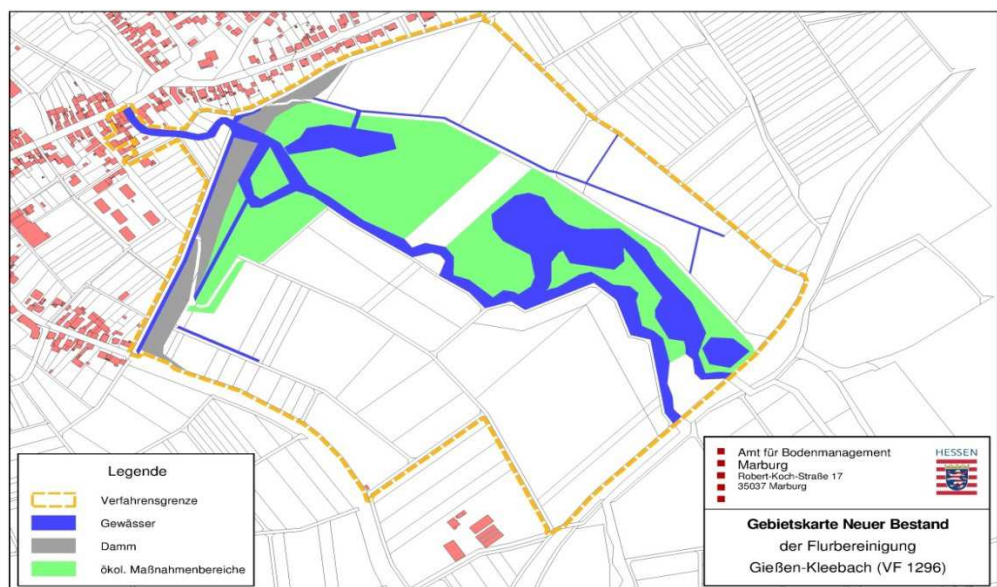 Legende
Verfahrensgrenze
Gewässer
Damm
ökol. Maßnahmenbereiche
Amt für Bodenmanagement
Marburg
Robert-Koch-Straße 17
35037 Marburg
HESSEN
Gebietskarte Neuer Bestand
der Flurbereinigung
Gießen-Kleebach (VF 1296)